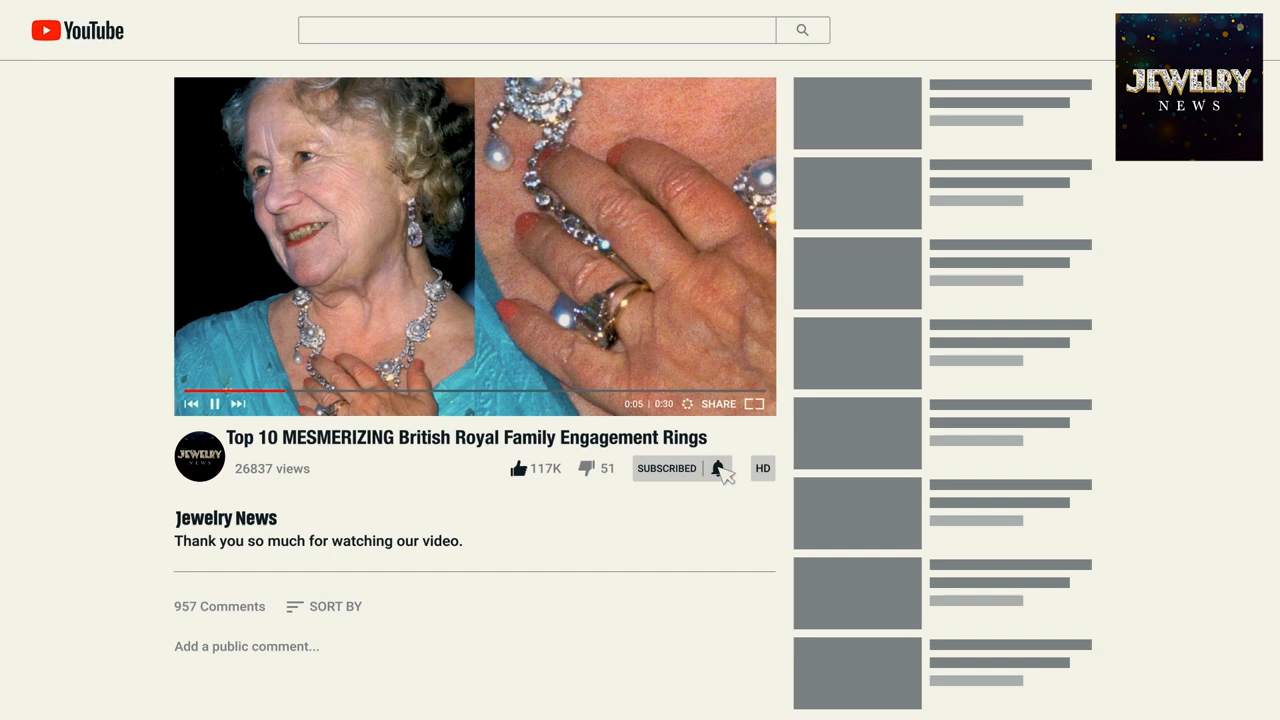 YouTube
JEWELRY
NEWS
0:05 | 0:30
SHARE
Top 10 MESMERIZING British Royal Family Engagement Rings
JEWELRY
NEWS
26837 views
117K
51
SUBSCRIBED
HD
Jewelry News
Thank you so much for watching our video.
957 Comments
SORT BY
Add a public comment...